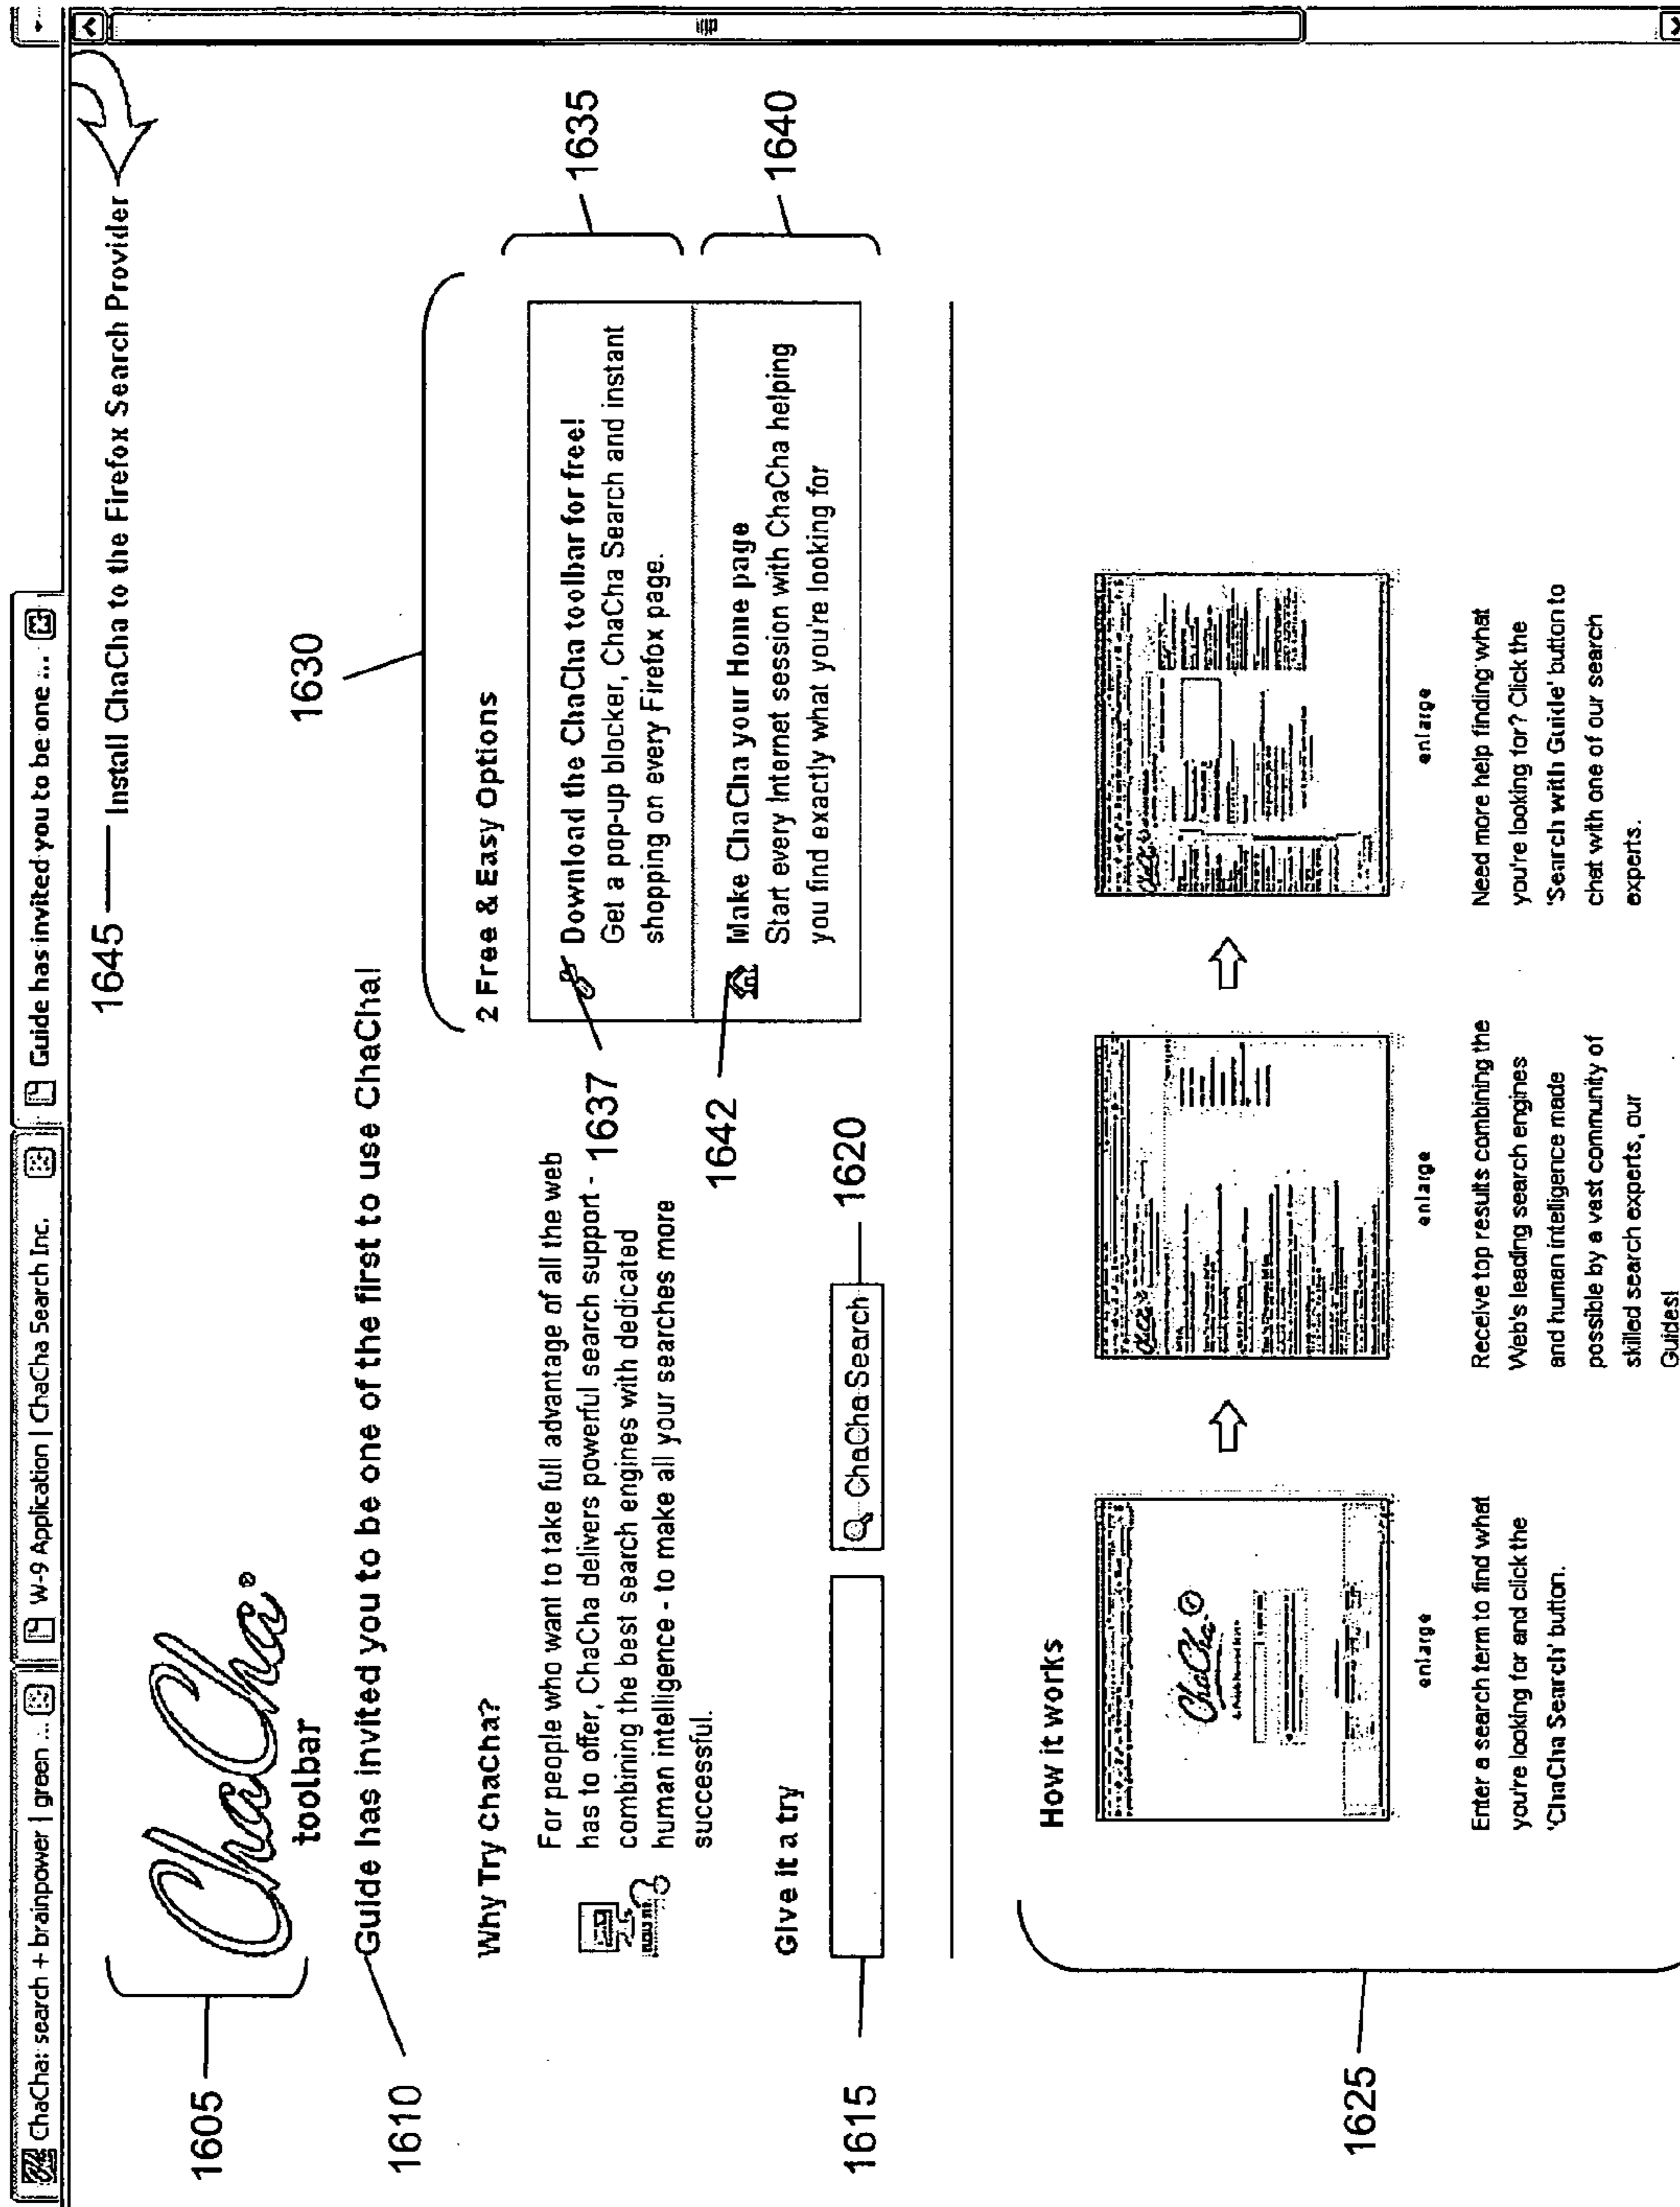 ChaCha: search + brainpower | green ...
W-9 Application | ChaCha Search Inc.
Guide has invited you to be one ...
1645
Install ChaCha to the Firefox Search Provider
1605
ChaCha®
toolbar
1610
Guide has invited you to be one of the first to use ChaCha!
1630
Why Try ChaCha?
For people who want to take full advantage of all the web
has to offer, ChaCha delivers powerful search support -
combining the best search engines with dedicated
human intelligence - to make all your searches more
successful.
2 Free & Easy Options
1637
Download the ChaCha toolbar for free!
Get a pop-up blocker, ChaCha Search and instant
shopping on every Firefox page.
1635
1642
Make ChaCha your Home page
Start every Internet session with ChaCha helping
you find exactly what you're looking for
1640
Give it a try
1615
ChaCha Search
1620
How it works
1625
ChaCha
enlarge
Enter a search term to find what
you're looking for and click the
'ChaCha Search' button.
enlarge
Receive top results combining the
Web's leading search engines
and human intelligence made
possible by a vast community of
skilled search experts, our
Guides!
enlarge
Need more help finding what
you're looking for? Click the
'Search with Guide' button to
chat with one of our search
experts.